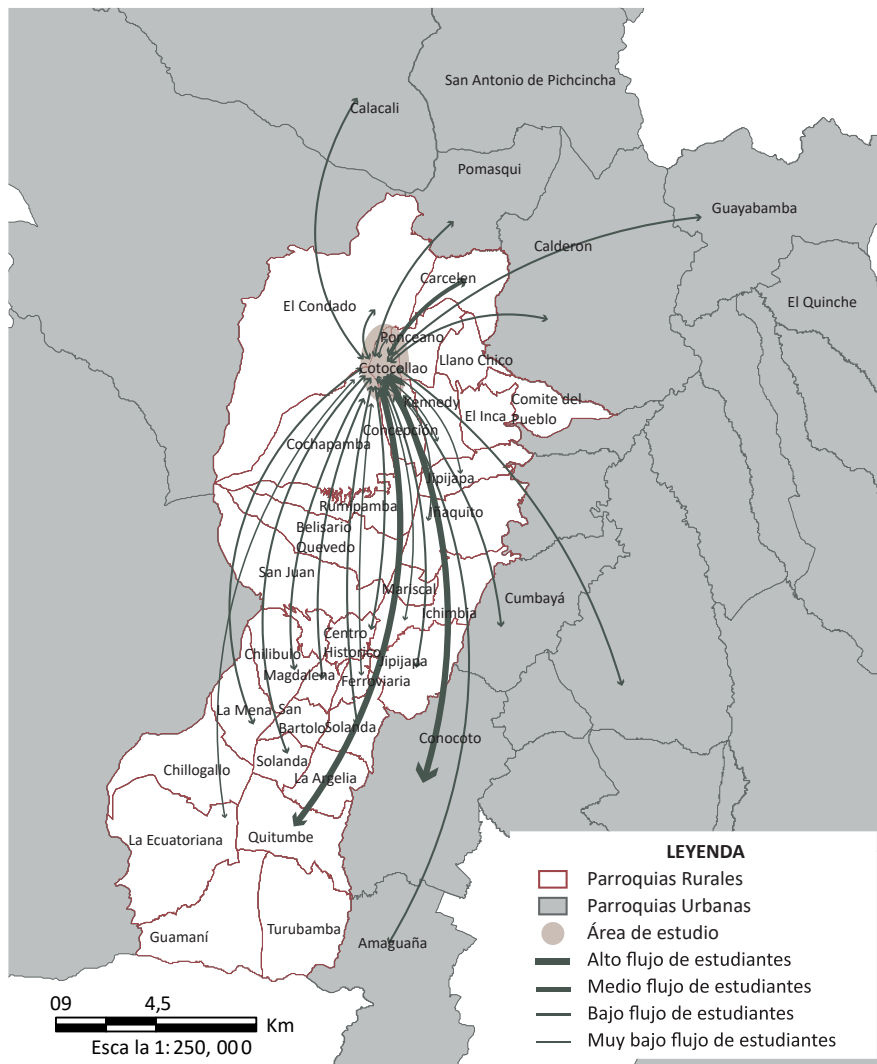 San Antonio de Pichcincha
Calacali
Pomasqui
Guayabamba
Calderon
Carcelen
El Condado
El Quinche
Ponceano
Llano Chico
Cotocollao
Kennedy
Comite del
Pueblo
El Inca
Concepción
Cochapamba
Jipijapa
Rumipamba
Iñaquito
Belisario
Quevedo
San Juan
Mariscal
Cumbayá
Ichimbia
Centro
Historico
Chilibulo
Jipijapa
Magdalena
Ferroviaria
La Mena
San
Bartolo
Solanda
Conocoto
Solanda
Chillogallo
La Argelia
La Ecuatoriana
Quitumbe
Turubamba
Guamaní
Amaguaña
LEYENDA
Parroquias Rurales
Parroquias Urbanas
Área de estudio
Alto flujo de estudiantes
Medio flujo de estudiantes
Bajo flujo de estudiantes
Muy bajo flujo de estudiantes
09 4,5
Km
Esca la 1: 250, 000